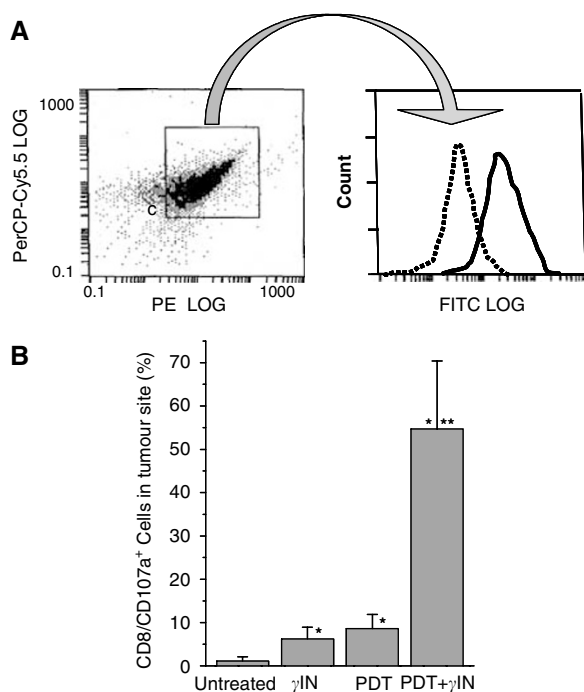 A
1000
PerCP-Cy5.5 LOG
0.1
C
0.1
1000
PE LOG
Count
FITC LOG
B
CD8/CD107a⁺ Cells in tumour site (%)
70
60
50
40
30
20
10
0
* **
*
*
Untreated
γIN
PDT
PDT+γIN